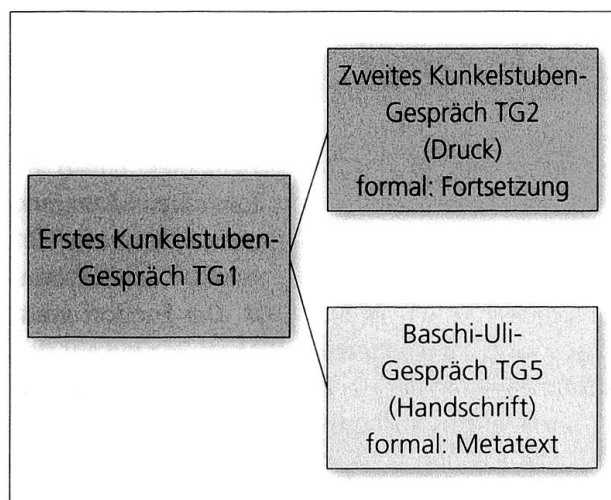 Erstes Kunkelstuben-
Gespräch TG1
Zweites Kunkelstuben-
Gespräch TG2
(Druck)
formal: Fortsetzung
Baschi-Uli-
Gespräch TG5
(Handschrift)
formal: Metatext